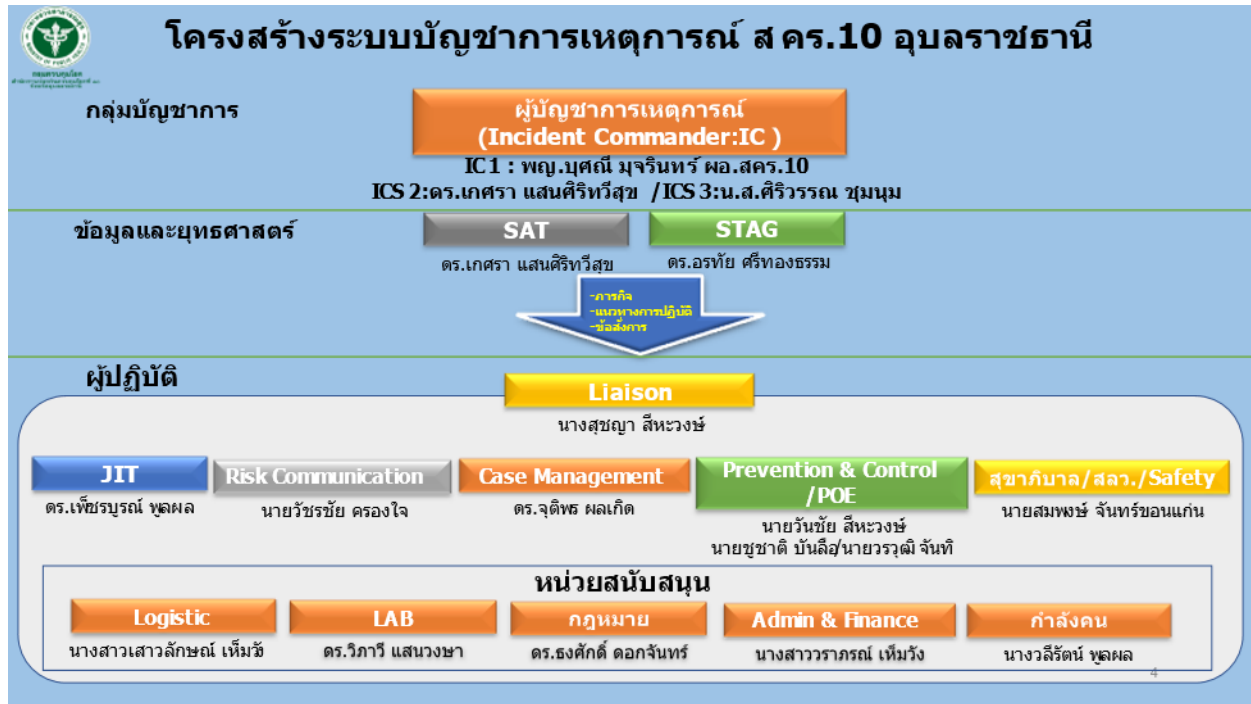 โครงสร้างระบบบัญชาการเหตุการณ์ สคร.10 อุบลราชธานี
กลุ่มบัญชาการ
ผู้บัญชาการเหตุการณ์
(Incident Commander:IC )
IC1 : พญ.บุศณี มุจรินทร์ ผอ.สคร.10
ICS 2:ดร.เกศรา แสนศิริทวีสุข /ICS 3:น.ส.ศิริวรรณ ชุมนุม
ข้อมูลและยุทธศาสตร์
SAT
STAG
ดร.เกศรา แสนศิริทวีสุข
ดร.อรทัย ศรีทองธรรม
-ภารกิจ
-แนวทางการปฏิบัติ
-ข้อสั่งการ
ผู้ปฏิบัติ
Liaison
นางสุชญา สีหะวงษ์
JIT
Risk Communication
Case Management
Prevention & Control
/POE
สุขาภิบาล/สลว./Safety
ดร.เพ็ชรบูรณ์ พูลผล
นายวัชรชัย ครองใจ
ดร.จุติพร ผลเกิด
นายวันชัย สีหะวงษ์
นายชูชาติ บันลือ/นายวรวุฒิ จันทิ
นายสมพงษ์ จันทร์ขอนแก่น
หน่วยสนับสนุน
Logistic
LAB
กฎหมาย
Admin & Finance
กำลังคน
นางสาวเสาวลักษณ์ เห็มวัง
ดร.วิภาวี แสนวงษา
ดร.ธงศักดิ์ ดอกจันทร์
นางสาววราภรณ์ เห็มวัง
นางวลีรัตน์ พูลผล
4